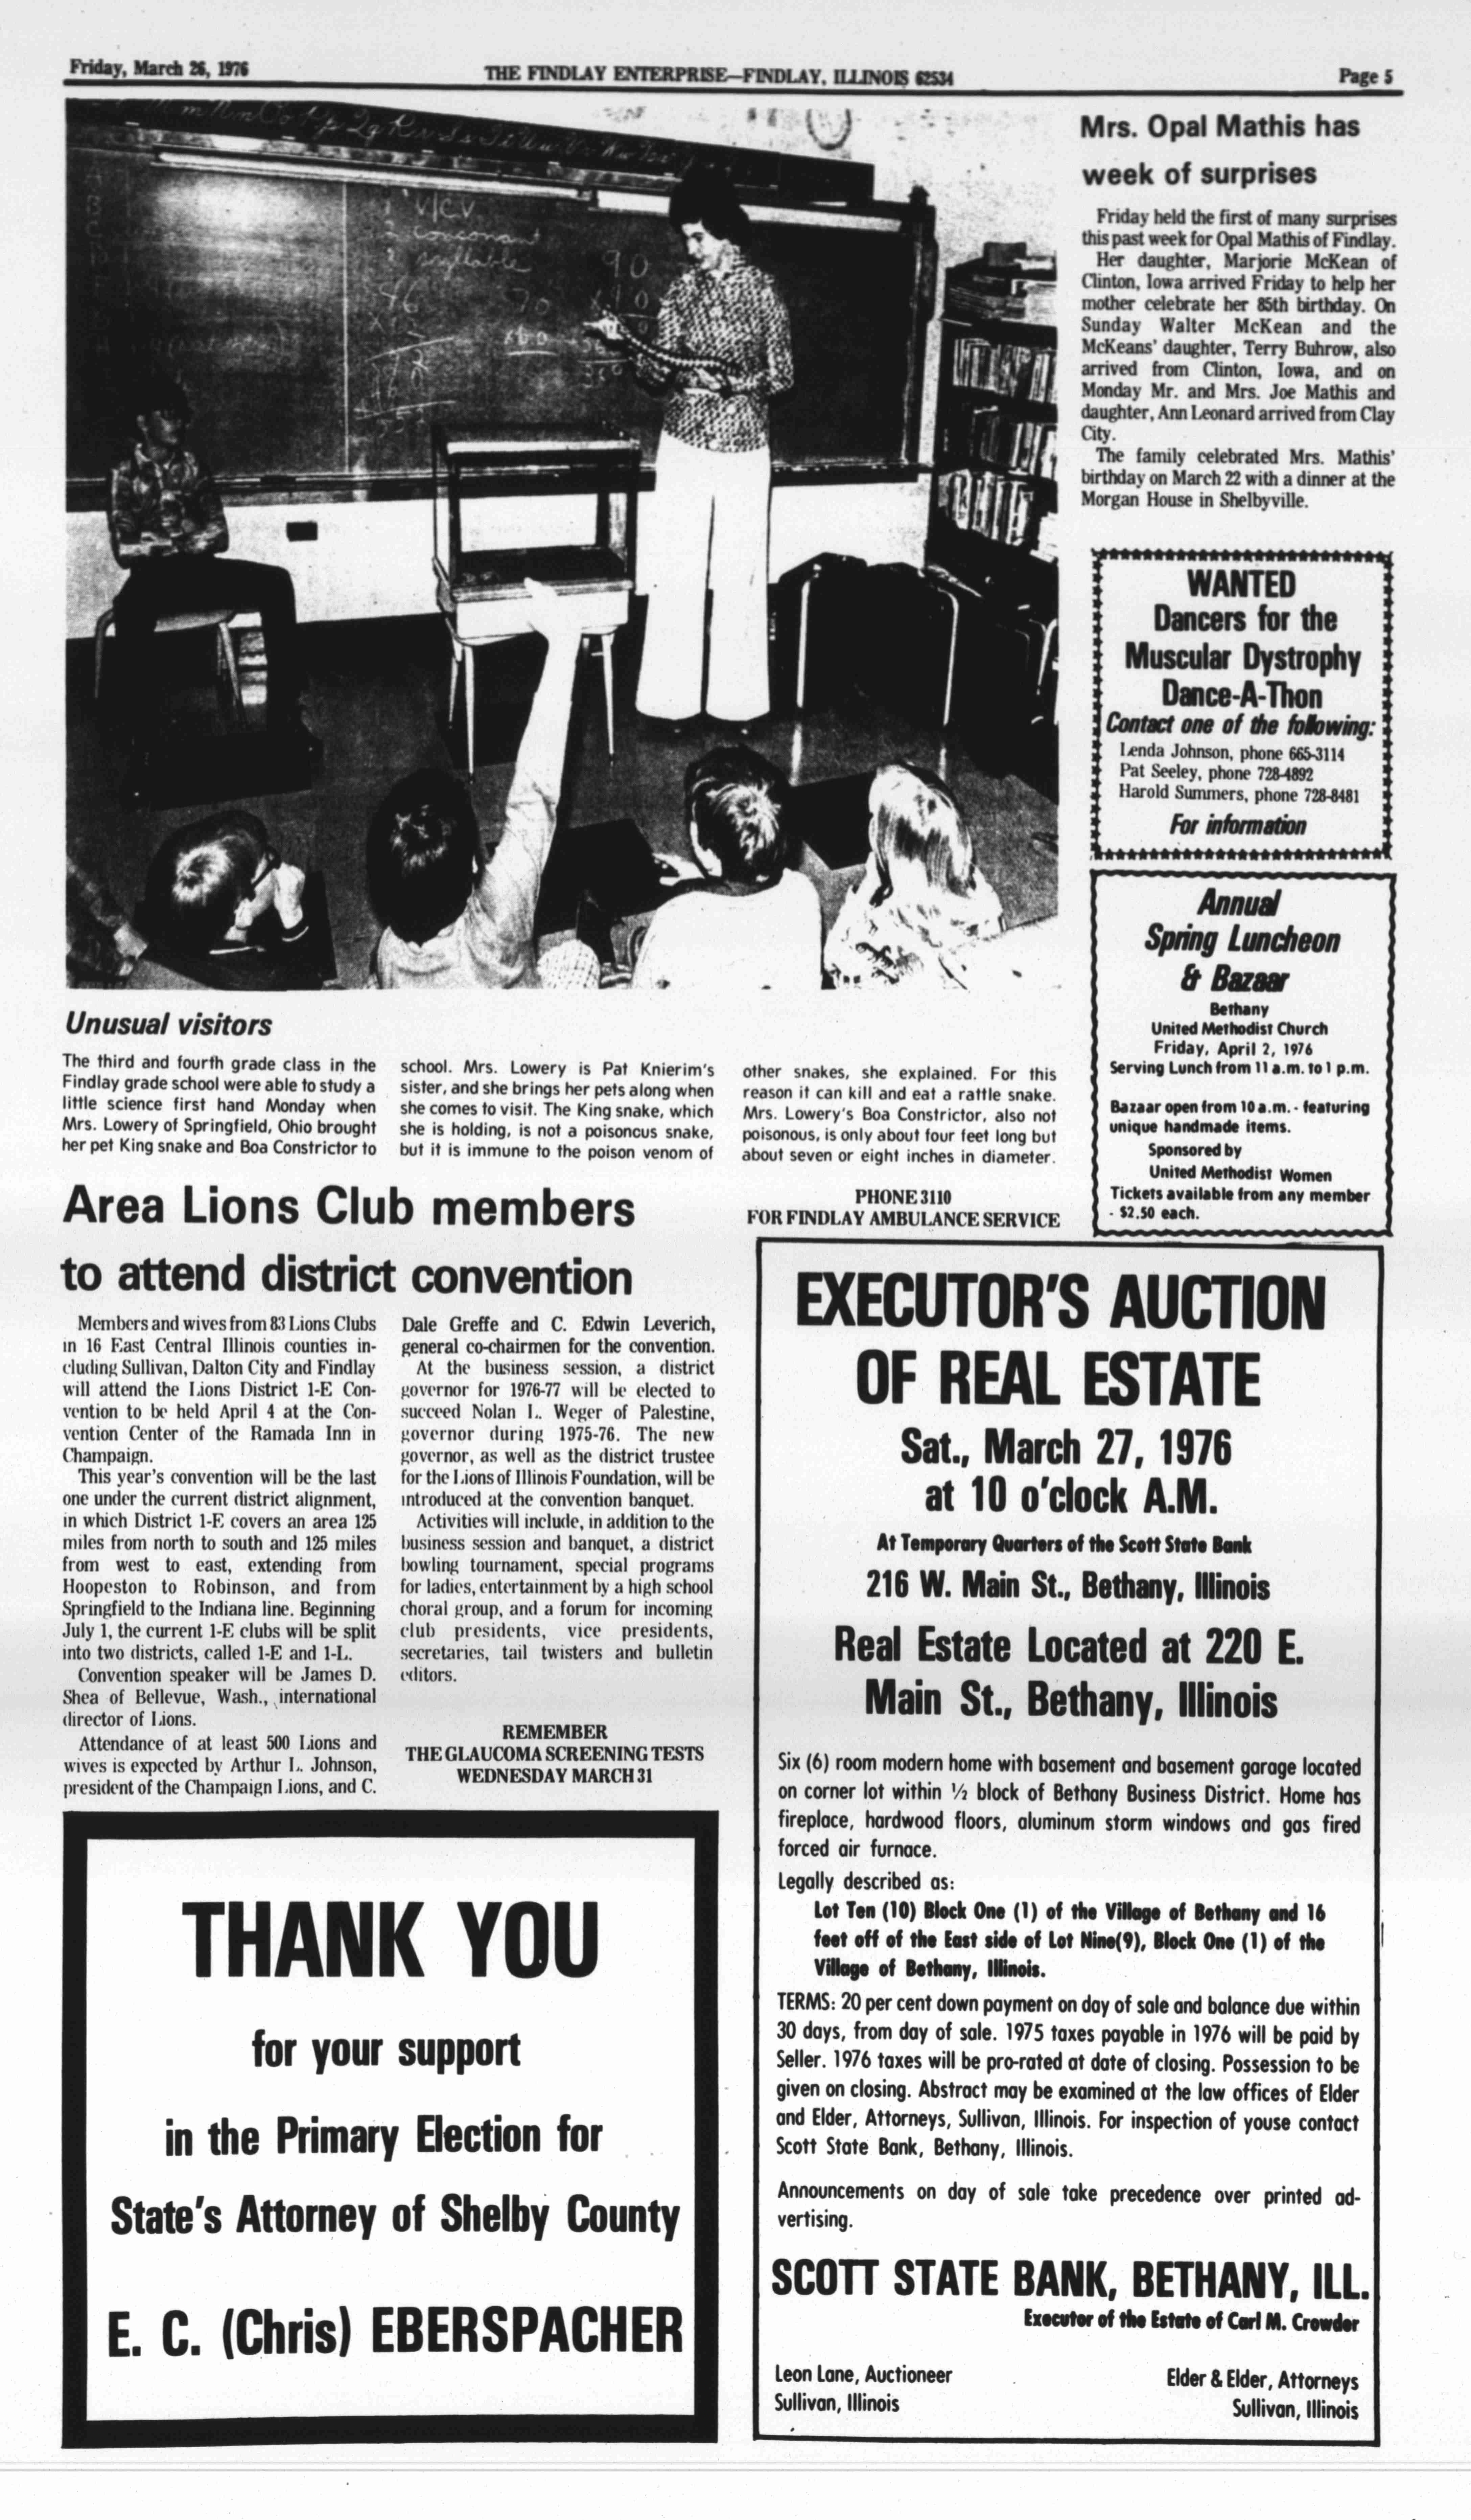 Friday, March 26, 1976
THE FINDLAY ENTERPRISE—FINDLAY, ILLINOIS 62534
Page 5
V/CV
syllable
90
90
Unusual visitors
The third and fourth grade class in the
Findlay grade school were able to study a
little science first hand Monday when
Mrs. Lowery of Springfield, Ohio brought
her pet King snake and Boa Constrictor to
school. Mrs. Lowery is Pat Knierim's
sister, and she brings her pets along when
she comes to visit. The King snake, which
she is holding, is not a poisoncus snake,
but it is immune to the poison venom of
other snakes, she explained. For this
reason it can kill and eat a rattle snake.
Mrs. Lowery's Boa Constrictor, also not
poisonous, is only about four feet long but
about seven or eight inches in diameter.
Mrs. Opal Mathis has
week of surprises
Friday held the first of many surprises
this past week for Opal Mathis of Findlay.
Her daughter, Marjorie McKean of
Clinton, Iowa arrived Friday to help her
mother celebrate her 85th birthday. On
Sunday Walter McKean and the
McKeans' daughter, Terry Buhrow, also
arrived from Clinton, Iowa, and on
Monday Mr. and Mrs. Joe Mathis and
daughter, Ann Leonard arrived from Clay
City.
The family celebrated Mrs. Mathis'
birthday on March 22 with a dinner at the
Morgan House in Shelbyville.
WANTED
Dancers for the
Muscular Dystrophy
Dance-A-Thon
Contact one of the following:
Lenda Johnson, phone 665-3114
Pat Seeley, phone 728-4892
Harold Summers, phone 728-8481
For information
Annual
Spring Luncheon
& Bazaar
Bethany
United Methodist Church
Friday, April 2, 1976
Serving Lunch from 11 a.m. to 1 p.m.
Bazaar open from 10 a.m. - featuring
unique handmade items.
Sponsored by
United Methodist Women
Tickets available from any member
- $2.50 each.
Area Lions Club members
to attend district convention
Members and wives from 83 Lions Clubs
in 16 East Central Illinois counties in-
cluding Sullivan, Dalton City and Findlay
will attend the Lions District 1-E Con-
vention to be held April 4 at the Con-
vention Center of the Ramada Inn in
Champaign.
This year's convention will be the last
one under the current district alignment,
in which District 1-E covers an area 125
miles from north to south and 125 miles
from west to east, extending from
Hoopeston to Robinson, and from
Springfield to the Indiana line. Beginning
July 1, the current 1-E clubs will be split
into two districts, called 1-E and 1-L.
Convention speaker will be James D.
Shea of Bellevue, Wash., international
director of Lions.
Attendance of at least 500 Lions and
wives is expected by Arthur L. Johnson,
president of the Champaign Lions, and C.
Dale Greffe and C. Edwin Leverich,
general co-chairmen for the convention.
At the business session, a district
governor for 1976-77 will be elected to
succeed Nolan L. Weger of Palestine,
governor during 1975-76. The new
governor, as well as the district trustee
for the Lions of Illinois Foundation, will be
introduced at the convention banquet.
Activities will include, in addition to the
business session and banquet, a district
bowling tournament, special programs
for ladies, entertainment by a high school
choral group, and a forum for incoming
club presidents, vice presidents,
secretaries, tail twisters and bulletin
editors.
REMEMBER
THE GLAUCOMA SCREENING TESTS
WEDNESDAY MARCH 31
PHONE 3110
FOR FINDLAY AMBULANCE SERVICE
THANK YOU
for your support
in the Primary Election for
State's Attorney of Shelby County
E. C. (Chris) EBERSPACHER
EXECUTOR'S AUCTION
OF REAL ESTATE
Sat., March 27, 1976
at 10 o'clock A.M.
At Temporary Quarters of the Scott State Bank
216 W. Main St., Bethany, Illinois
Real Estate Located at 220 E.
Main St., Bethany, Illinois
Six (6) room modern home with basement and basement garage located
on corner lot within ½ block of Bethany Business District. Home has
fireplace, hardwood floors, aluminum storm windows and gas fired
forced air furnace.
Legally described as:
Lot Ten (10) Block One (1) of the Village of Bethany and 16
feet off of the East side of Lot Nine(9), Block One (1) of the
Village of Bethany, Illinois.
TERMS: 20 per cent down payment on day of sale and balance due within
30 days, from day of sale. 1975 taxes payable in 1976 will be paid by
Seller. 1976 taxes will be pro-rated at date of closing. Possession to be
given on closing. Abstract may be examined at the law offices of Elder
and Elder, Attorneys, Sullivan, Illinois. For inspection of youse contact
Scott State Bank, Bethany, Illinois.
Announcements on day of sale take precedence over printed ad-
vertising.
SCOTT STATE BANK, BETHANY, ILL.
Executor of the Estate of Carl M. Crowder
Leon Lane, Auctioneer
Sullivan, Illinois
Elder & Elder, Attorneys
Sullivan, Illinois